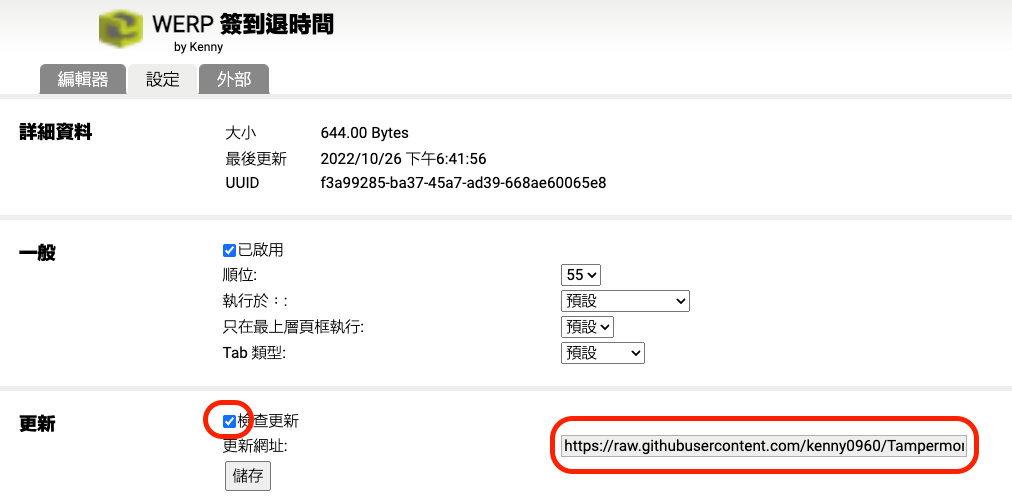 WERP 簽到退時間
by Kenny
編輯器 設定 外部
詳細資料
大小 644.00 Bytes
最後更新 2022/10/26 下午6:41:56
UUID f3a99285-ba37-45a7-ad39-668ae60065e8
一般
已啟用
順位: 55
執行於：: 預設
只在最上層頁框執行: 預設
Tab 類型: 預設
更新
檢查更新
更新網址: https://raw.githubusercontent.com/kenny0960/Tampermon
儲存